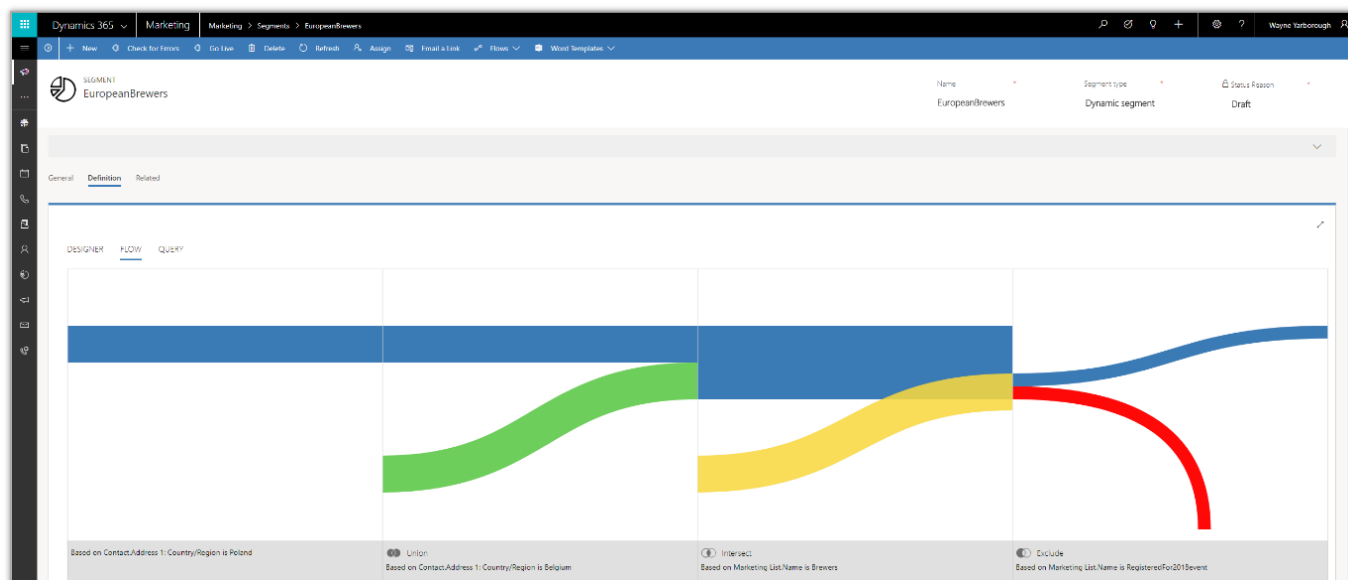 Dynamics 365 Marketing Marketing > Segments > EuropeanBrewers ? Wayne Yarborough
New Check for Errors Go Live Delete Refresh Assign Email a Link Flows Word Templates
SEGMENT
EuropeanBrewers
Name * Segment type * Status Reason *
EuropeanBrewers Dynamic segment Draft
General Definition Related
DESIGNER FLOW QUERY
Based on Contact.Address 1: Country/Region is Poland
Union
Based on Contact.Address 1: Country/Region is Belgium
Intersect
Based on Marketing List.Name is Brewers
Exclude
Based on Marketing List.Name is RegisteredFor2018event